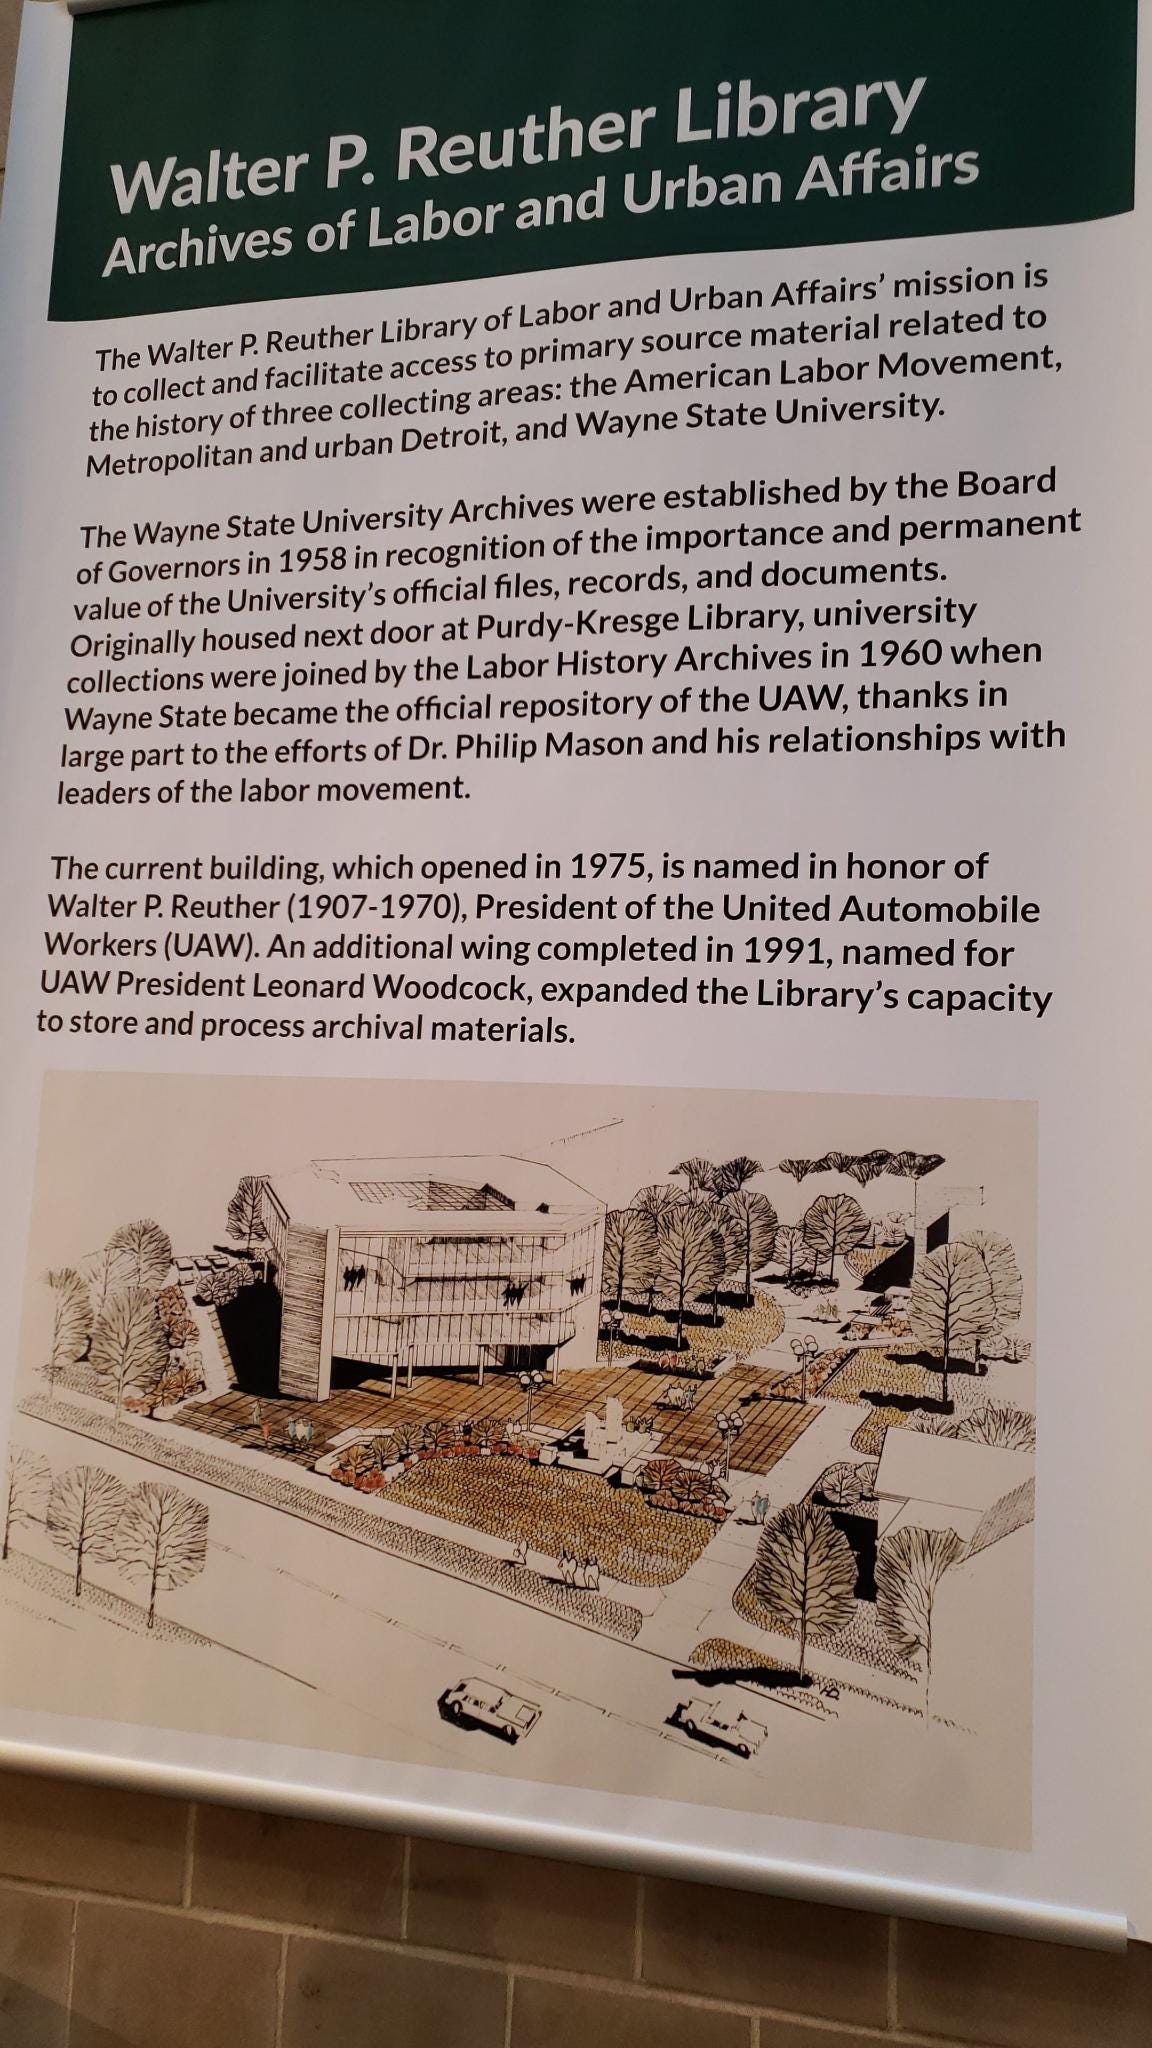 Walter P. Reuther Library
Archives of Labor and Urban Affairs
The Walter P. Reuther Library of Labor and Urban Affairs' mission is
to collect and facilitate access to primary source material related to
the history of three collecting areas: the American Labor Movement,
Metropolitan and urban Detroit, and Wayne State University.
The Wayne State University Archives were established by the Board
of Governors in 1958 in recognition of the importance and permanent
value of the University's official files, records, and documents.
Originally housed next door at Purdy-Kresge Library, university
collections were joined by the Labor History Archives in 1960 when
Wayne State became the official repository of the UAW, thanks in
large part to the efforts of Dr. Philip Mason and his relationships with
leaders of the labor movement.
The current building, which opened in 1975, is named in honor of
Walter P. Reuther (1907-1970), President of the United Automobile
Workers (UAW). An additional wing completed in 1991, named for
UAW President Leonard Woodcock, expanded the Library's capacity
to store and process archival materials.